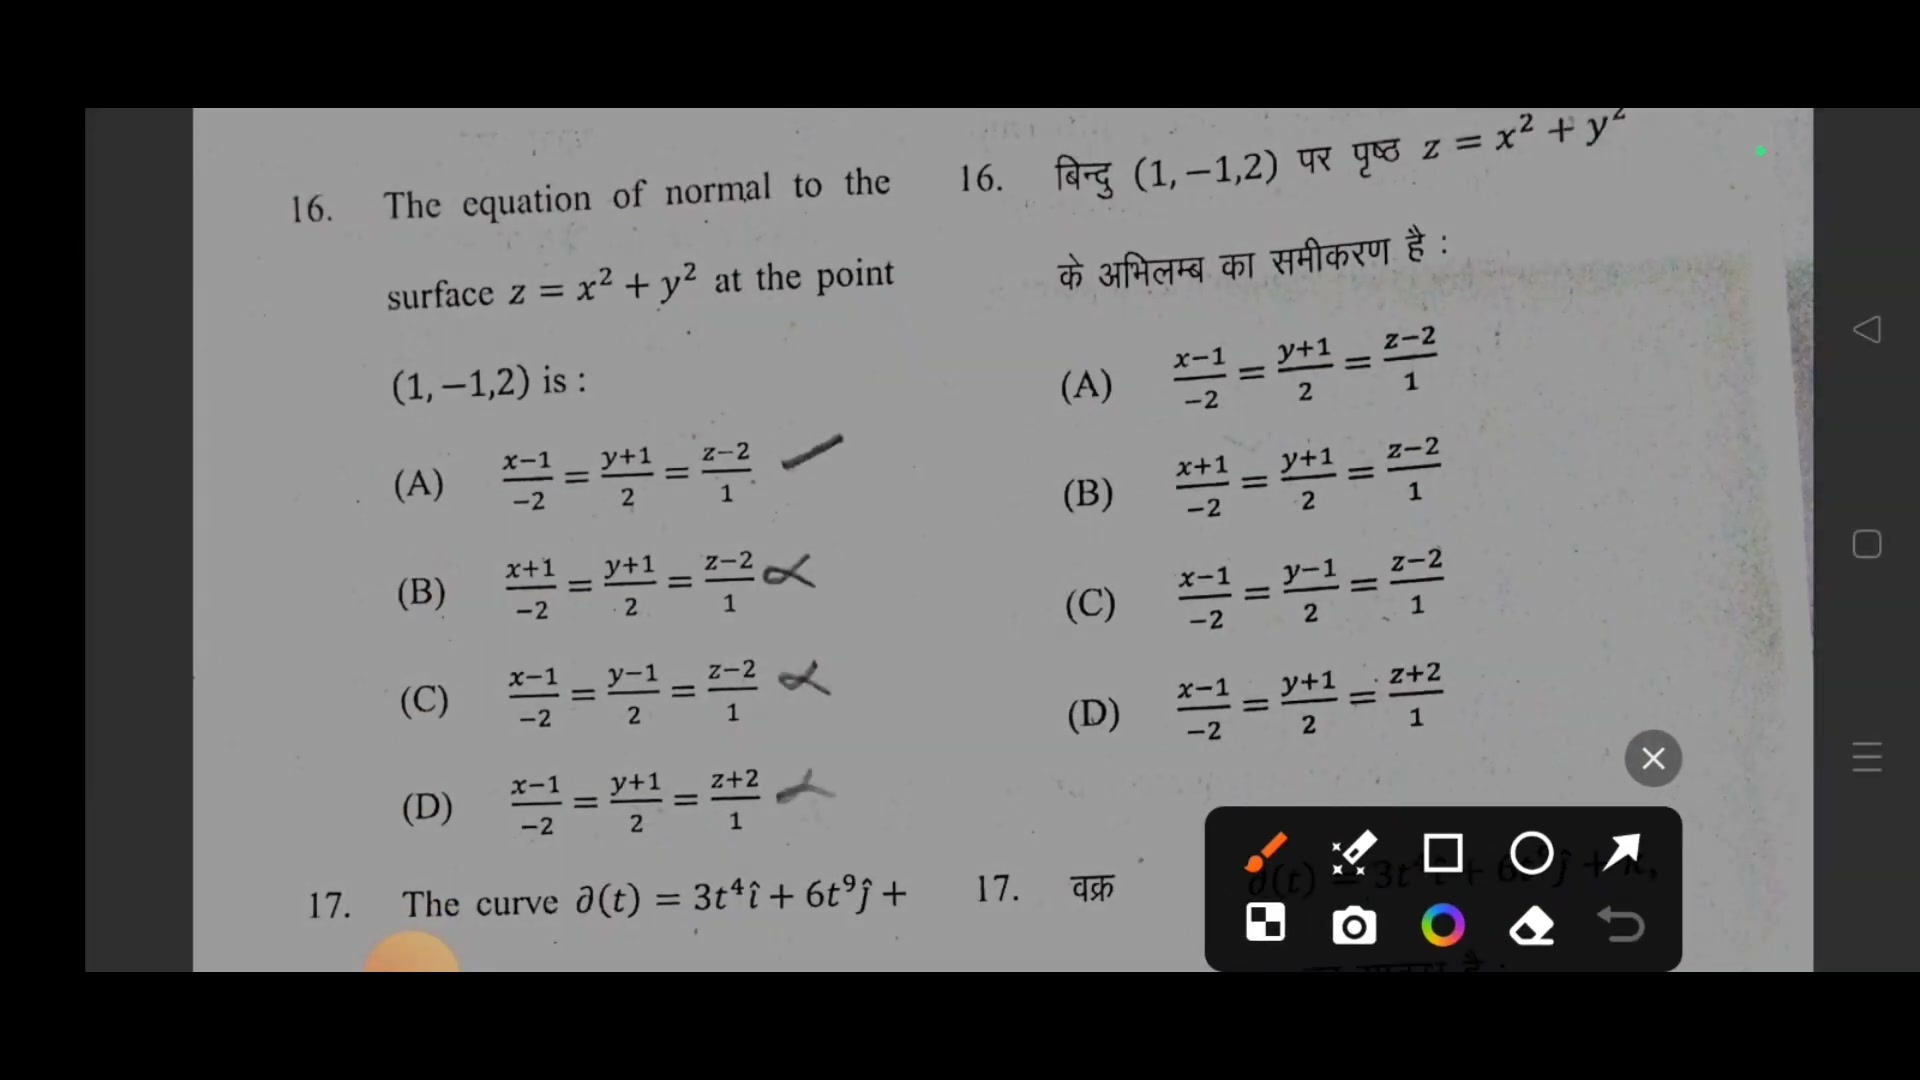 16. The equation of normal to the
surface z = x² + y² at the point
(1, −1,2) is :
(A) x−1/−2 = y+1/2 = z−2/1
(B) x+1/−2 = y+1/2 = z−2/1
(C) x−1/−2 = y−1/2 = z−2/1
(D) x−1/−2 = y+1/2 = z+2/1
17. The curve ∂(t) = 3t⁴î + 6t⁹ĵ +
16. बिन्दु (1, −1,2) पर पृष्ठ z = x² + y²
के अभिलम्ब का समीकरण है :
(A) x−1/−2 = y+1/2 = z−2/1
(B) x+1/−2 = y+1/2 = z−2/1
(C) x−1/−2 = y−1/2 = z−2/1
(D) x−1/−2 = y+1/2 = z+2/1
17. वक्र